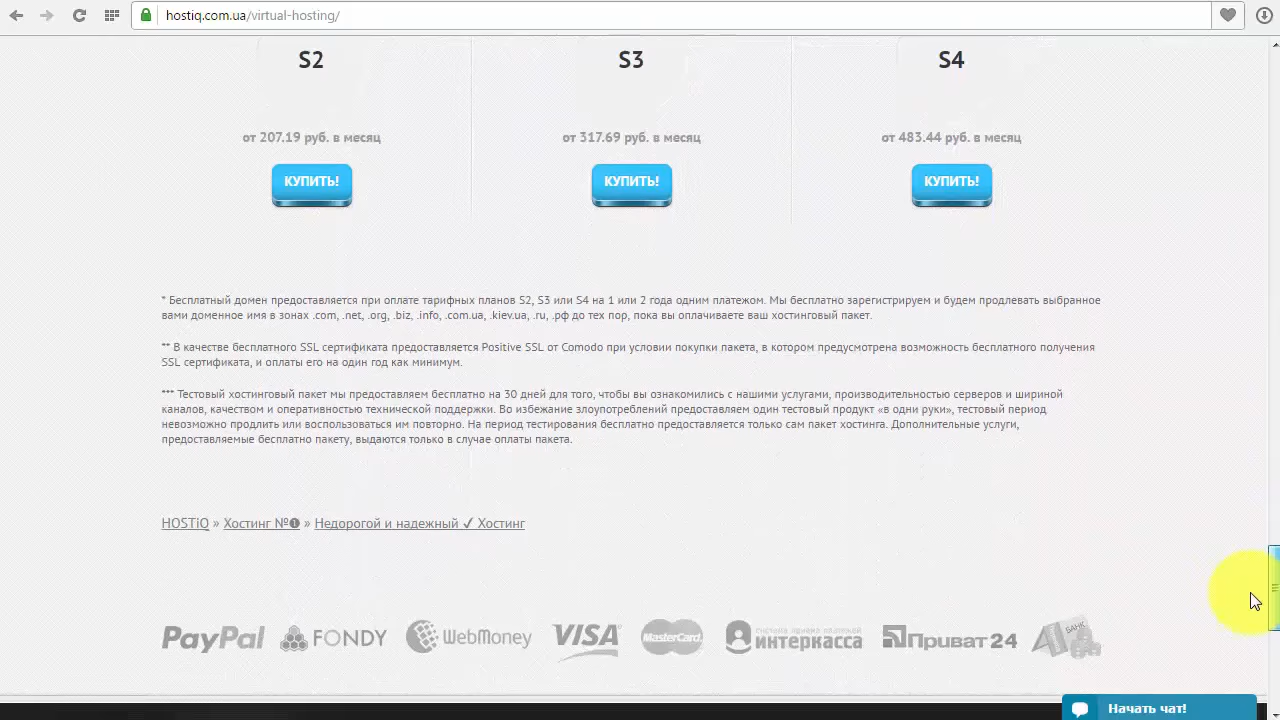 hostiq.com.ua/virtual-hosting/
S2
S3
S4
от 207.19 руб. в месяц
от 317.69 руб. в месяц
от 483.44 руб. в месяц
КУПИТЬ!
КУПИТЬ!
КУПИТЬ!
* Бесплатный домен предоставляется при оплате тарифных планов S2, S3 или S4 на 1 или 2 года одним платежом. Мы бесплатно зарегистрируем и будем продлевать выбранное
вами доменное имя в зонах .com, .net, .org, .biz, .info, .com.ua, .kiev.ua, .ru, .рф до тех пор, пока вы оплачиваете ваш хостинговый пакет.
** В качестве бесплатного SSL сертификата предоставляется Positive SSL от Comodo при условии покупки пакета, в котором предусмотрена возможность бесплатного получения
SSL сертификата, и оплаты его на один год как минимум.
*** Тестовый хостинговый пакет мы предоставляем бесплатно на 30 дней для того, чтобы вы ознакомились с нашими услугами, производительностью серверов и шириной
каналов, качеством и оперативностью технической поддержки. Во избежание злоупотреблений предоставляем один тестовый продукт «в одни руки», тестовый период
невозможно продлить или воспользоваться им повторно. На период тестирования бесплатно предоставляется только сам пакет хостинга. Дополнительные услуги,
предоставляемые бесплатно пакету, выдаются только в случае оплаты пакета.
HOSTiQ » Хостинг №❶ » Недорогой и надежный ✓ Хостинг
PayPal
FONDY
WebMoney
VISA
MasterCard
интеркасса
Приват 24
БАНК
Начать чат!